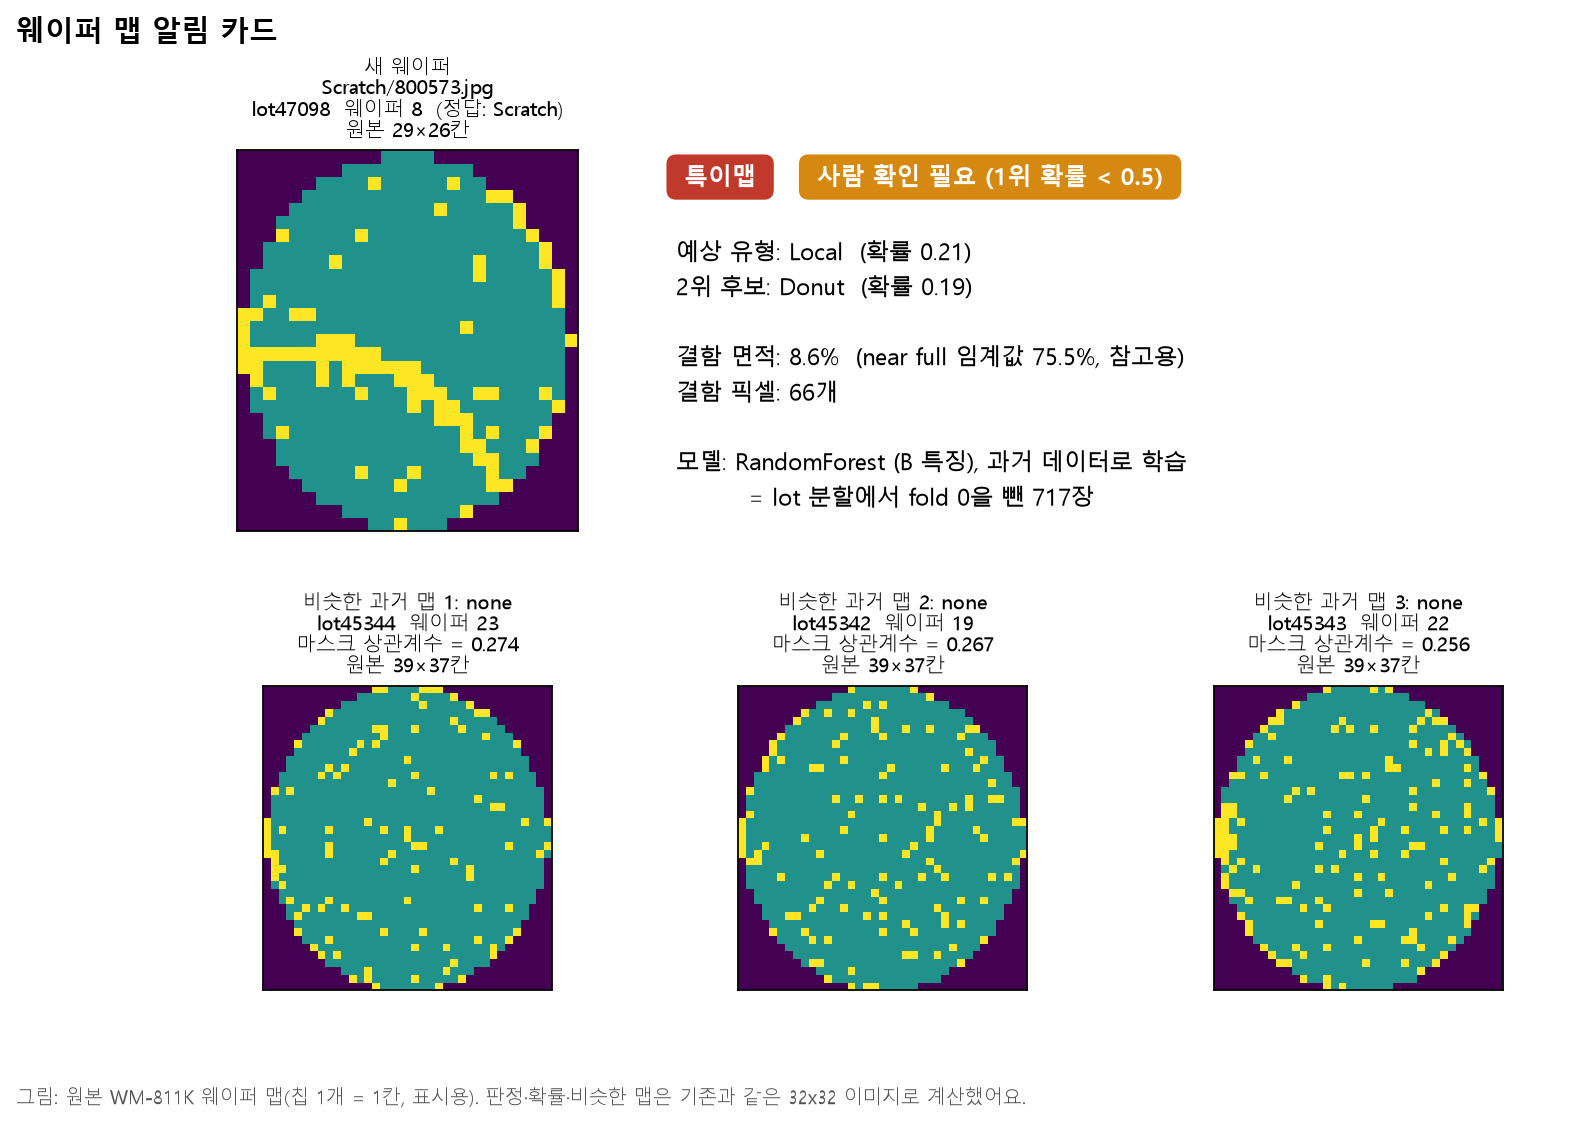 웨이퍼 맵 알림 카드
새 웨이퍼
Scratch/800573.jpg
lot47098 웨이퍼 8 (정답: Scratch)
원본 29×26칸
특이맵
사람 확인 필요 (1위 확률 < 0.5)
예상 유형: Local (확률 0.21)
2위 후보: Donut (확률 0.19)
결함 면적: 8.6% (near full 임계값 75.5%, 참고용)
결함 픽셀: 66개
모델: RandomForest (B 특징), 과거 데이터로 학습
= lot 분할에서 fold 0을 뺀 717장
비슷한 과거 맵 1: none
lot45344 웨이퍼 23
마스크 상관계수 = 0.274
원본 39×37칸
비슷한 과거 맵 2: none
lot45342 웨이퍼 19
마스크 상관계수 = 0.267
원본 39×37칸
비슷한 과거 맵 3: none
lot45343 웨이퍼 22
마스크 상관계수 = 0.256
원본 39×37칸
그림: 원본 WM-811K 웨이퍼 맵(칩 1개 = 1칸, 표시용). 판정·확률·비슷한 맵은 기존과 같은 32x32 이미지로 계산했어요.